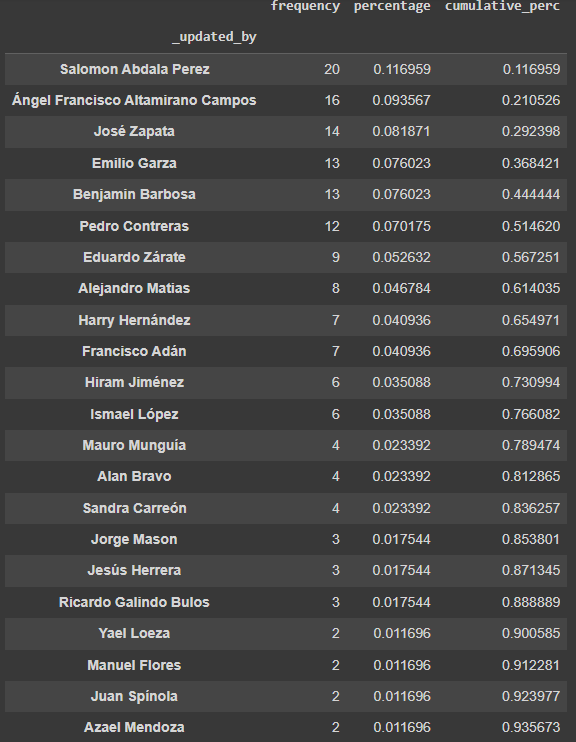 frequency percentage cumulative_perc
_updated_by
Salomon Abdala Perez 20 0.116959 0.116959
Ángel Francisco Altamirano Campos 16 0.093567 0.210526
José Zapata 14 0.081871 0.292398
Emilio Garza 13 0.076023 0.368421
Benjamin Barbosa 13 0.076023 0.444444
Pedro Contreras 12 0.070175 0.514620
Eduardo Zárate 9 0.052632 0.567251
Alejandro Matias 8 0.046784 0.614035
Harry Hernández 7 0.040936 0.654971
Francisco Adán 7 0.040936 0.695906
Hiram Jiménez 6 0.035088 0.730994
Ismael López 6 0.035088 0.766082
Mauro Munguía 4 0.023392 0.789474
Alan Bravo 4 0.023392 0.812865
Sandra Carreón 4 0.023392 0.836257
Jorge Mason 3 0.017544 0.853801
Jesús Herrera 3 0.017544 0.871345
Ricardo Galindo Bulos 3 0.017544 0.888889
Yael Loeza 2 0.011696 0.900585
Manuel Flores 2 0.011696 0.912281
Juan Spínola 2 0.011696 0.923977
Azael Mendoza 2 0.011696 0.935673